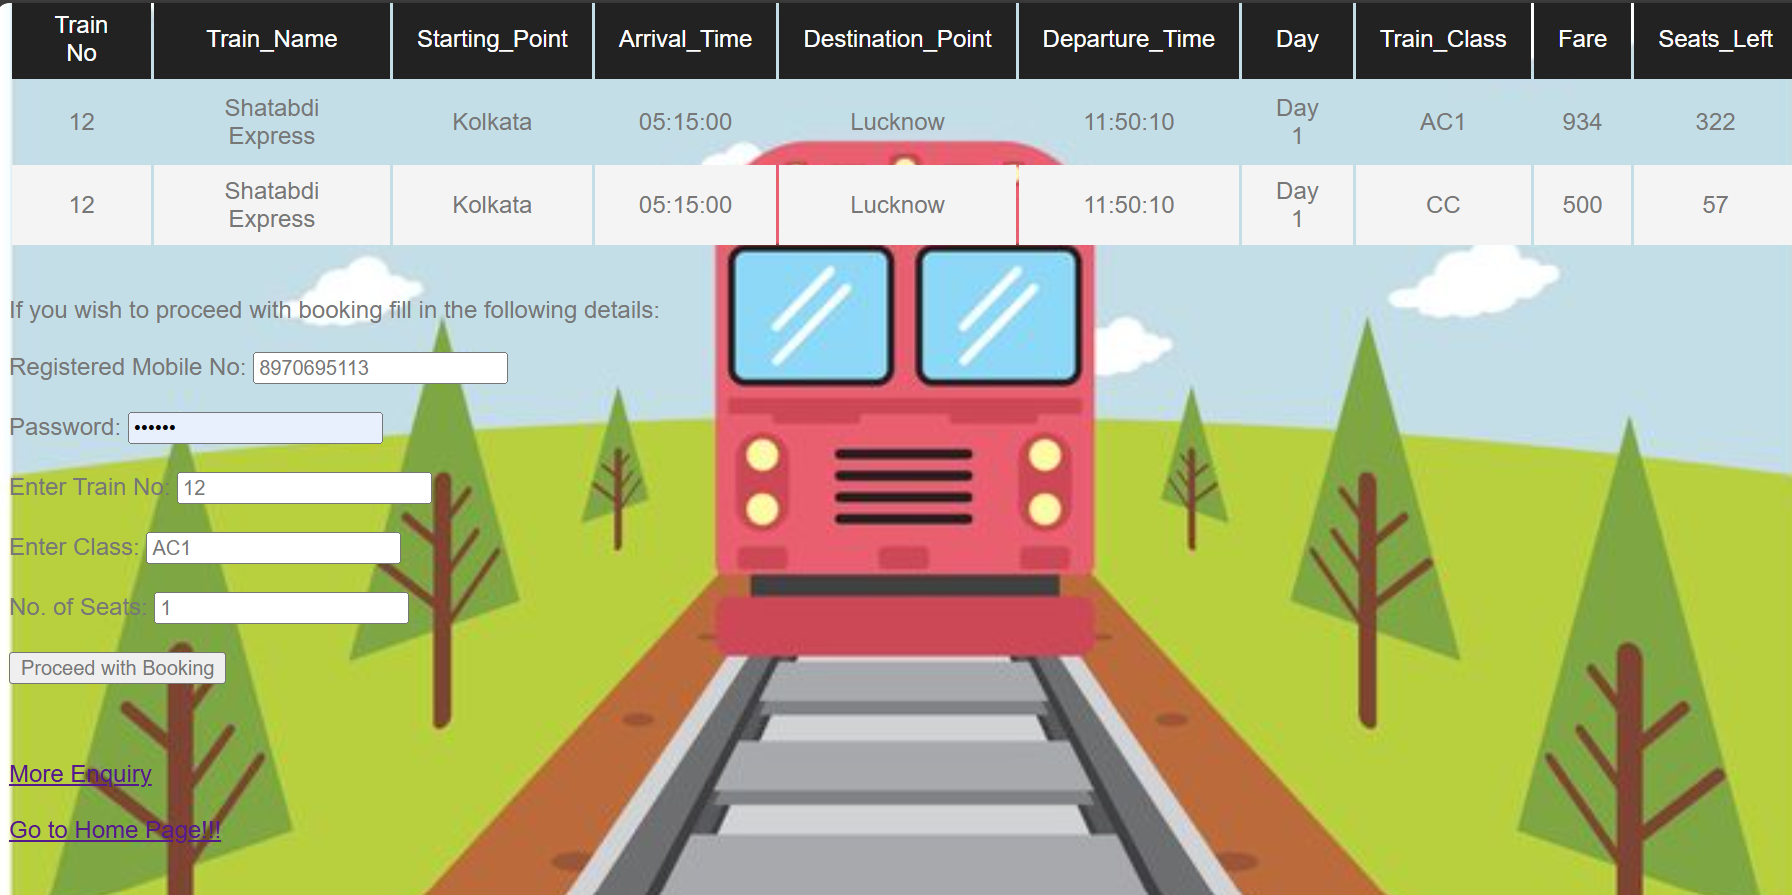 Train No Train_Name Starting_Point Arrival_Time Destination_Point Departure_Time Day Train_Class Fare Seats_Left
12 Shatabdi Express Kolkata 05:15:00 Lucknow 11:50:10 Day 1 AC1 934 322
12 Shatabdi Express Kolkata 05:15:00 Lucknow 11:50:10 Day 1 CC 500 57
If you wish to proceed with booking fill in the following details:
Registered Mobile No: 8970695113
Password: ••••••
Enter Train No: 12
Enter Class: AC1
No. of Seats: 1
Proceed with Booking
More Enquiry
Go to Home Page!!!